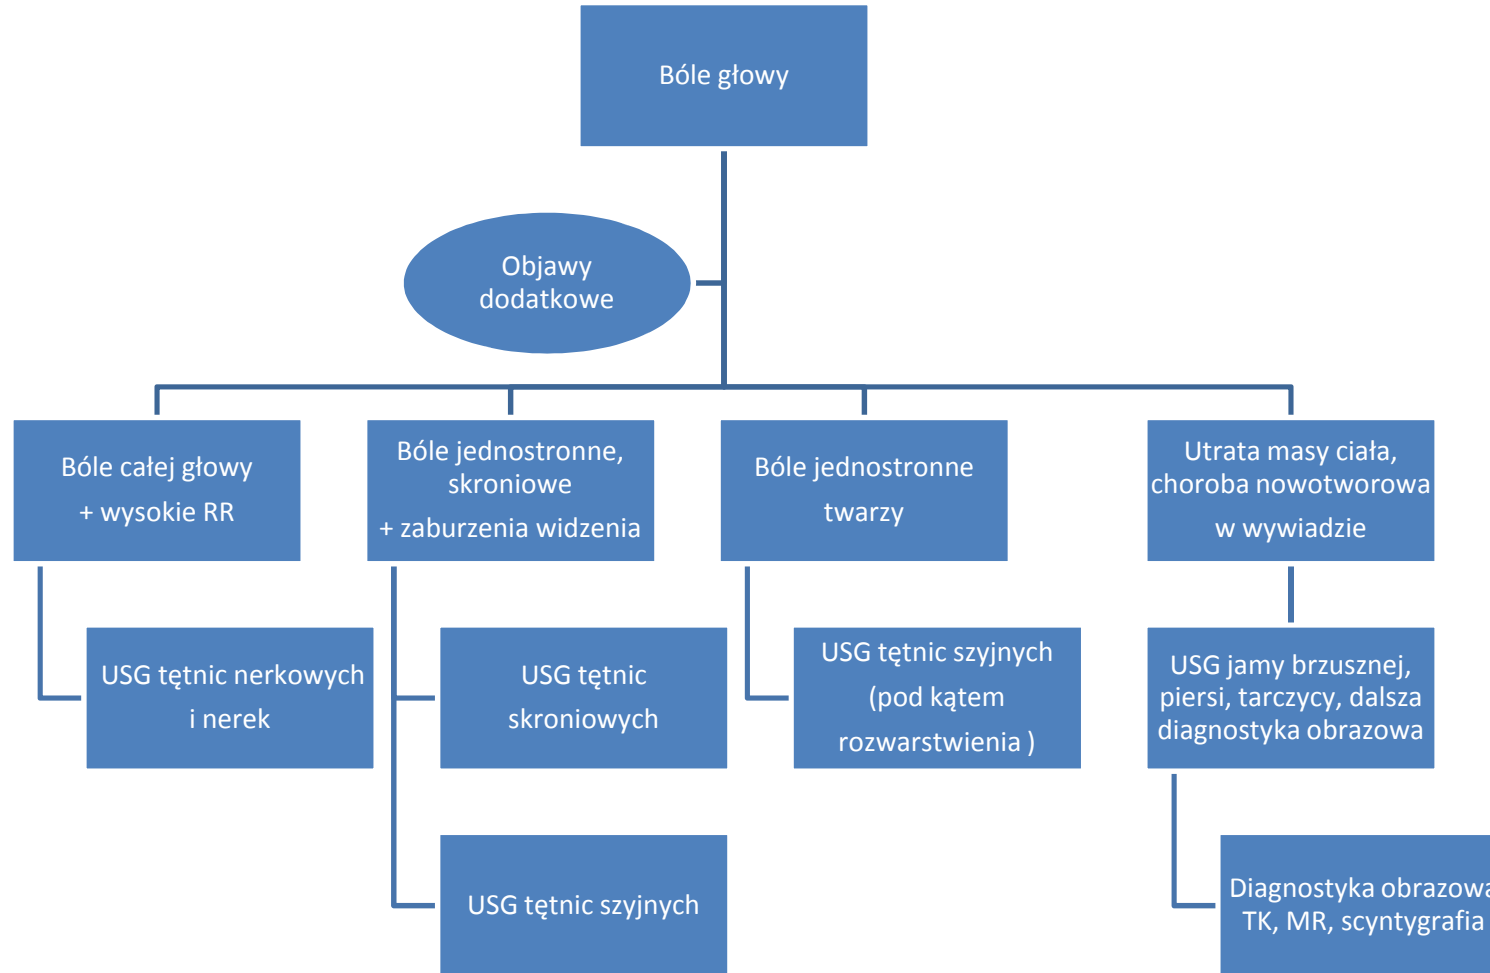 Bóle głowy
Objawy
dodatkowe
Bóle całej głowy
+ wysokie RR
Bóle jednostronne,
skroniowe
+ zaburzenia widzenia
Bóle jednostronne
twarzy
Utrata masy ciała,
choroba nowotworowa
w wywiadzie
USG tętnic nerkowych
i nerek
USG tętnic
skroniowych
USG tętnic szyjnych
(pod kątem
rozwarstwienia )
USG jamy brzusznej,
piersi, tarczycy, dalsza
diagnostyka obrazowa
USG tętnic szyjnych
Diagnostyka obrazowa
TK, MR, scyntygrafia